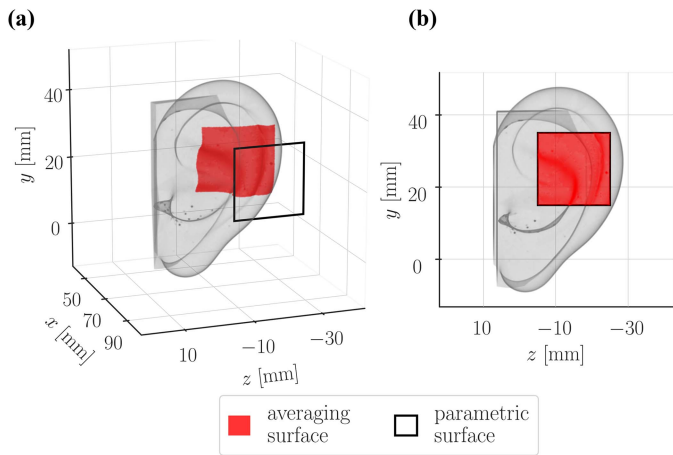 (a)
(b)
40
20
0
y [mm]
50
70
90
x [mm]
10
−10
−30
z [mm]
40
20
0
y [mm]
10
−10
−30
z [mm]
averaging
surface
parametric
surface